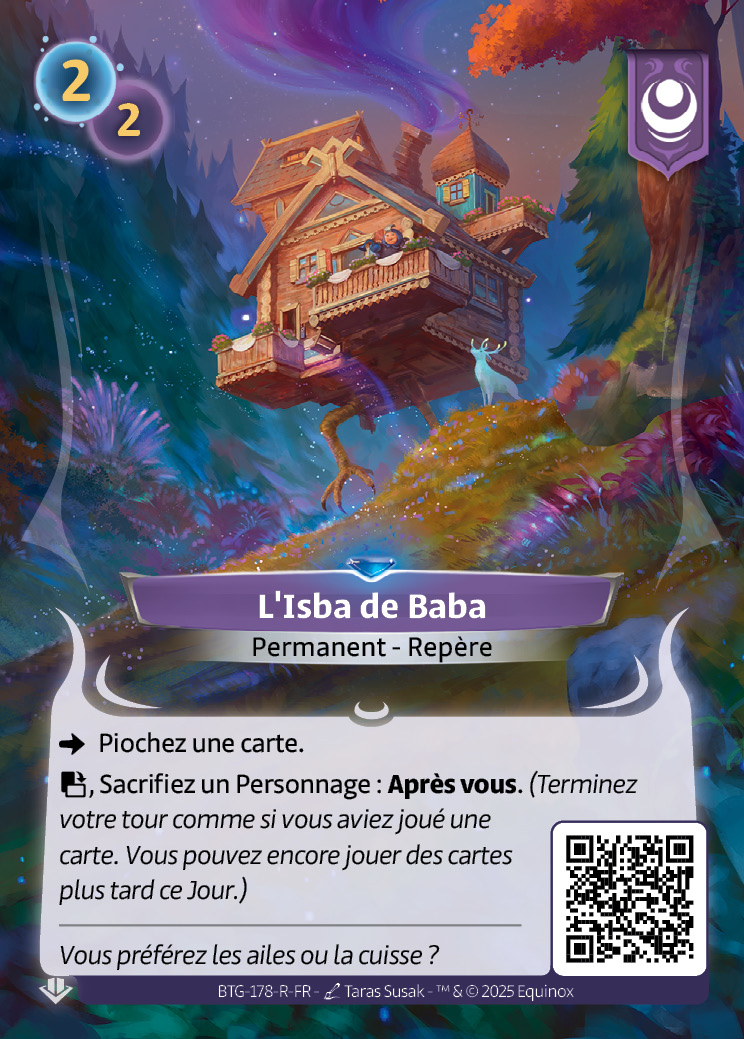 2
2
L'Isba de Baba
Permanent - Repère
Piochez une carte.
, Sacrifiez un Personnage : Après vous. (Terminez
votre tour comme si vous aviez joué une
carte. Vous pouvez encore jouer des cartes
plus tard ce Jour.)
Vous préférez les ailes ou la cuisse ?
BTG-178-R-FR - Taras Susak - ™ & © 2025 Equinox